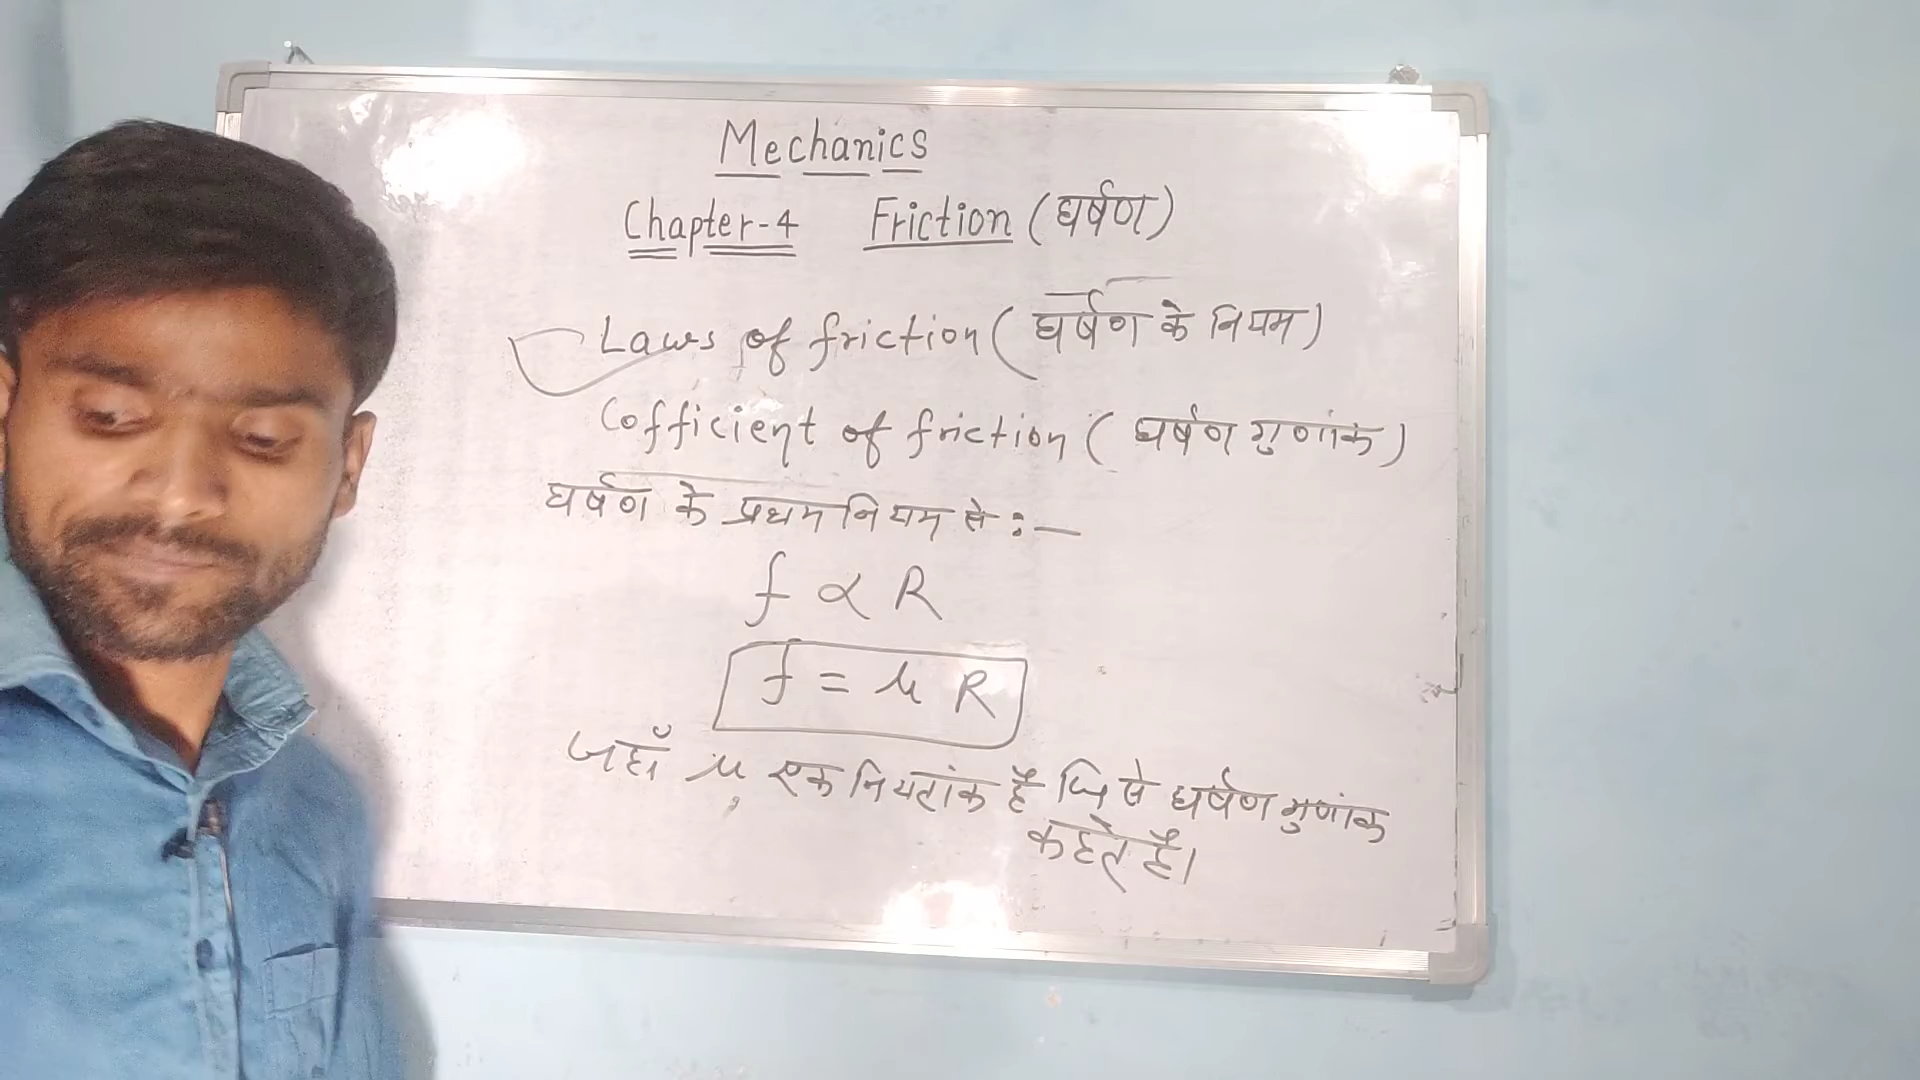 Mechanics
Chapter-4 Friction (घर्षण)
Laws of friction ( घर्षण के नियम )
Cofficient of friction ( घर्षण गुणांक )
घर्षण के प्रथम नियम से :—
f ∝ R
f = μ R
जहाँ μ एक नियतांक है जिसे घर्षण गुणांक
कहते है।